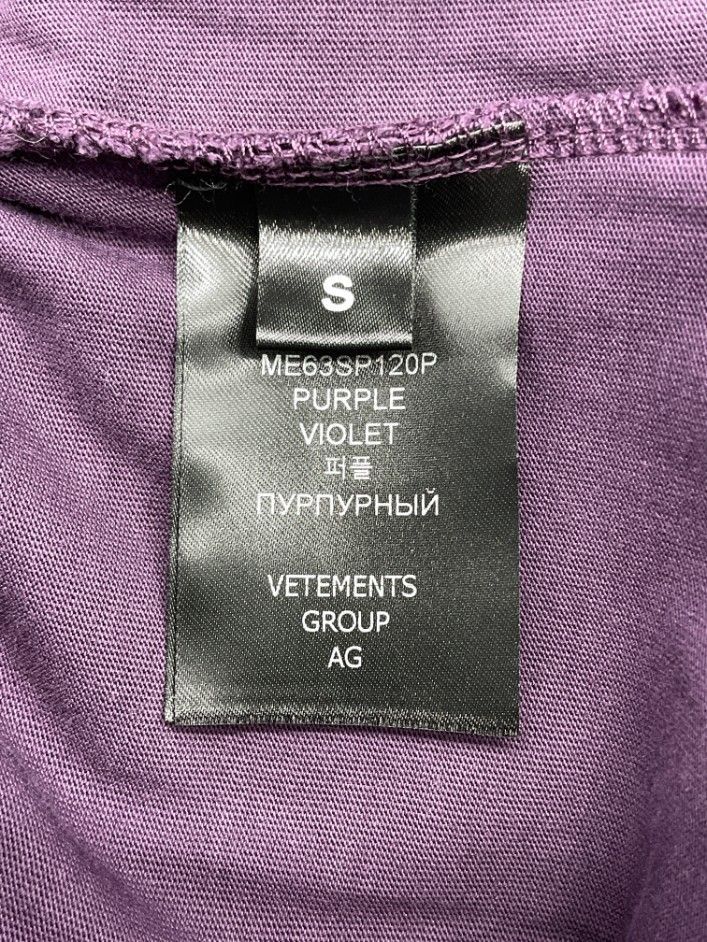 S
ME63SP120P
PURPLE
VIOLET
퍼플
ПУРПУРНЫЙ
VETEMENTS
GROUP
AG